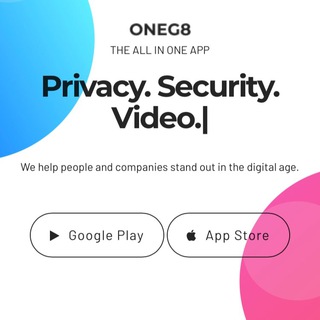 ONEG8
THE ALL IN ONE APP
Privacy. Security.
Video.|
We help people and companies stand out in the digital age.
Google Play
App Store